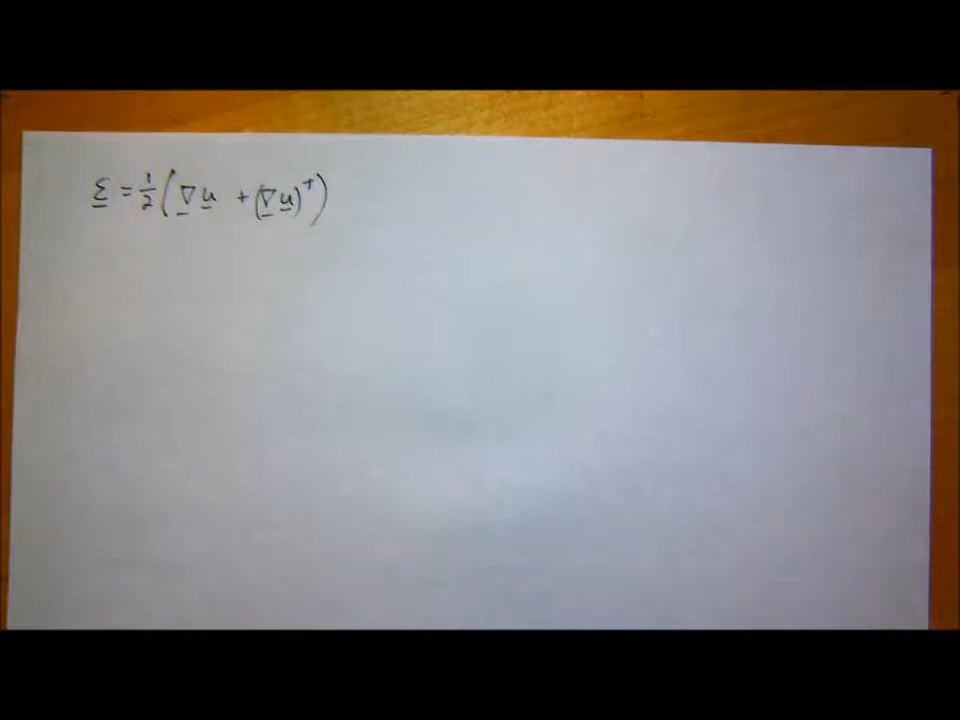 ε = 1/2 (∇ u + (∇ u)ᵀ)